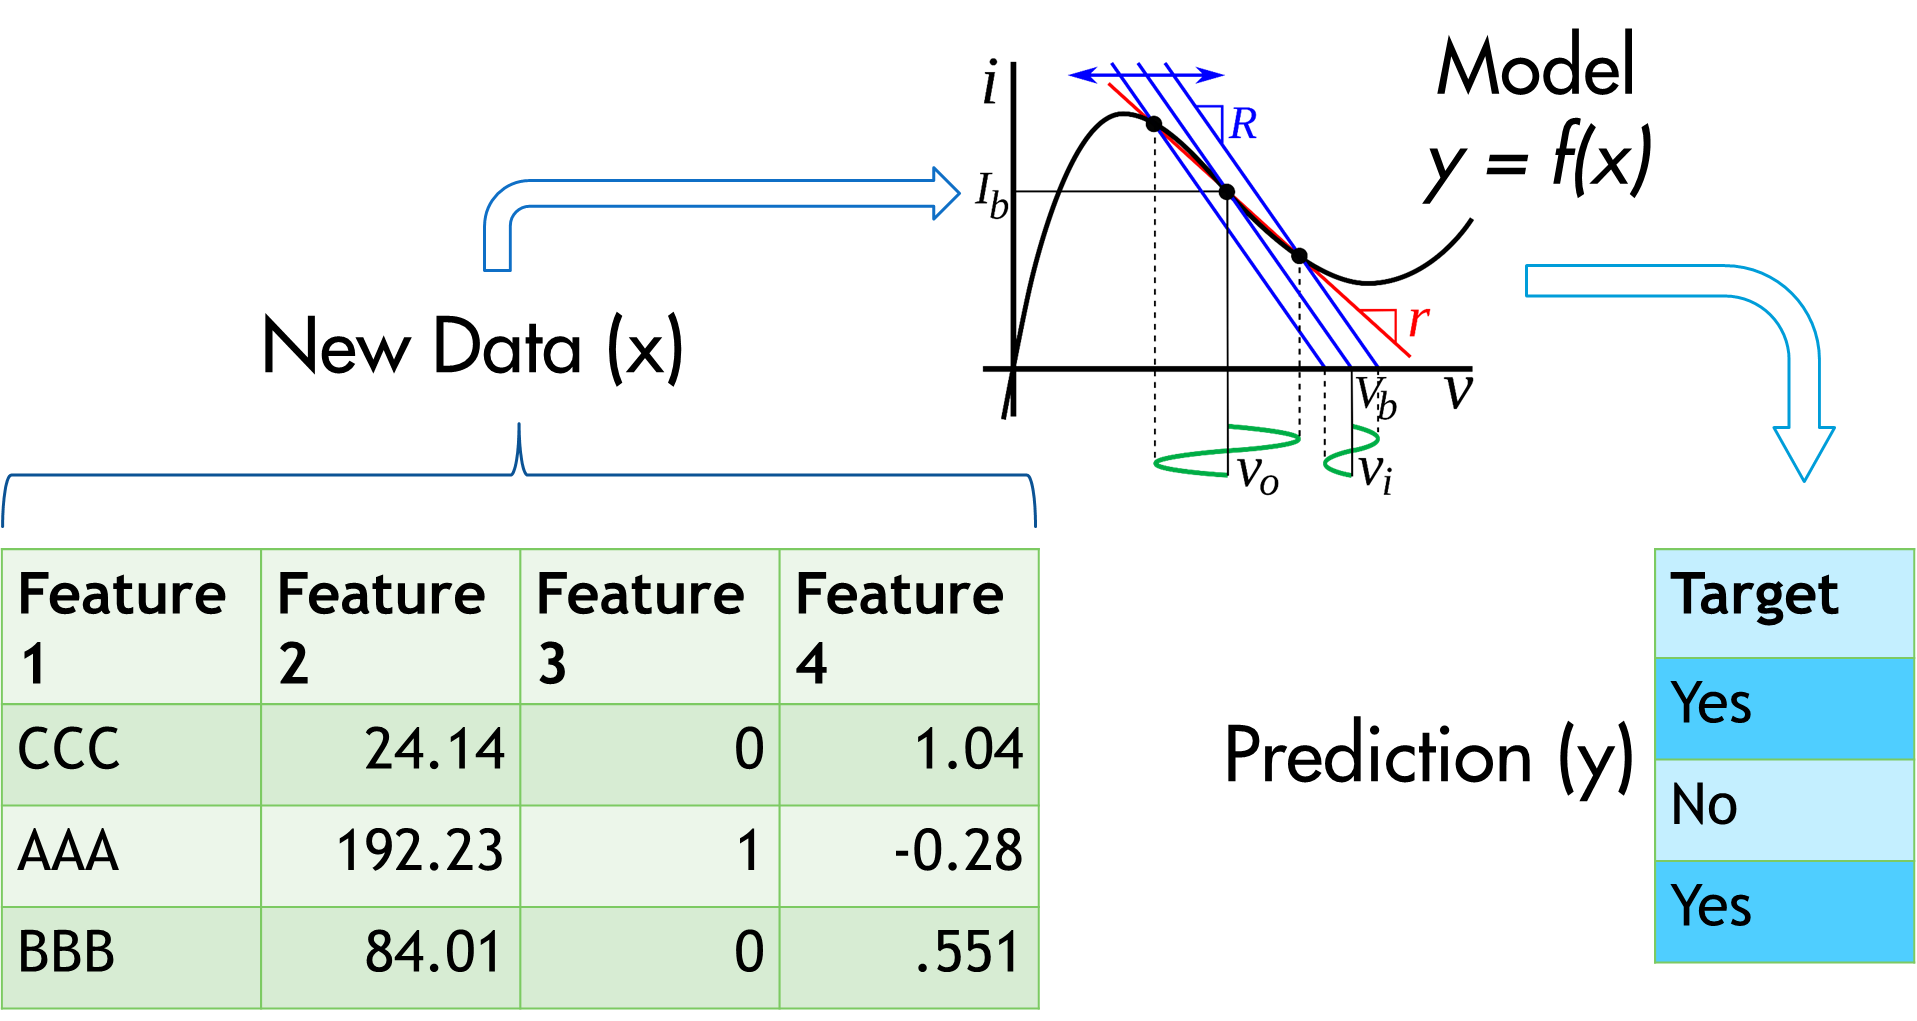 Model
y = f(x)
i
R
I_b
r
V_b
v
v_o
v_i
New Data (x)
Feature 1 Feature 2 Feature 3 Feature 4
CCC 24.14 0 1.04
AAA 192.23 1 -0.28
BBB 84.01 0 .551
Prediction (y)
Target
Yes
No
Yes